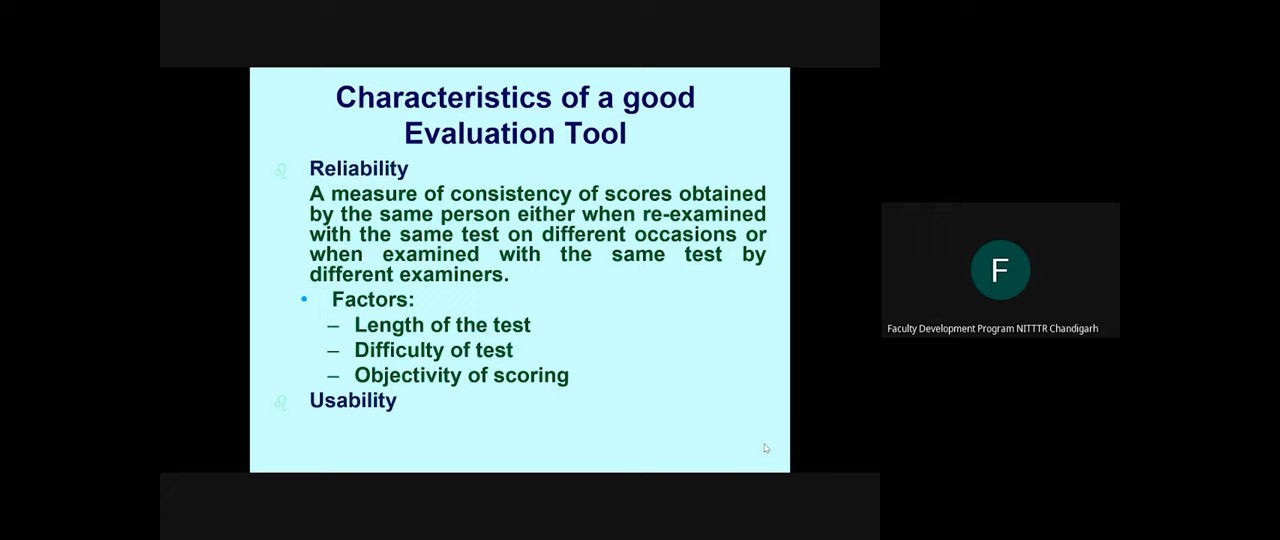 Characteristics of a good
Evaluation Tool
Reliability
A measure of consistency of scores obtained
by the same person either when re-examined
with the same test on different occasions or
when examined with the same test by
different examiners.
• Factors:
– Length of the test
– Difficulty of test
– Objectivity of scoring
Usability
F
Faculty Development Program NITTTR Chandigarh